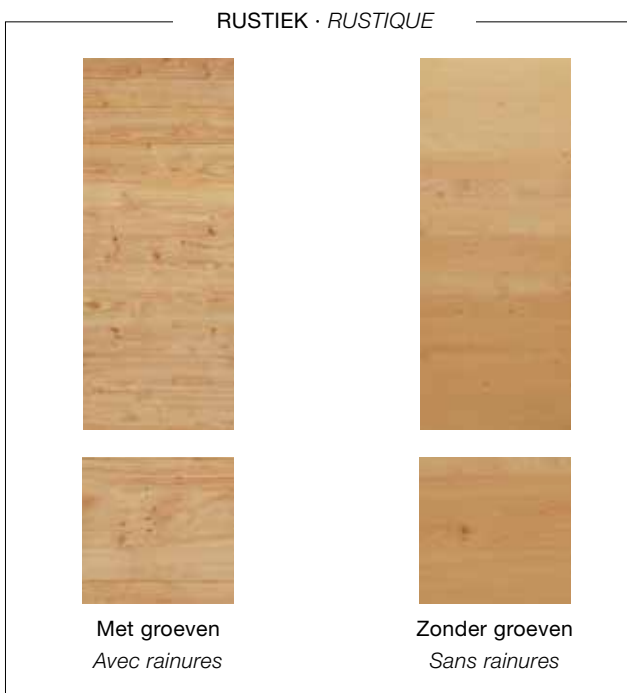 RUSTIEK · RUSTIQUE
Met groeven
Avec rainures
Zonder groeven
Sans rainures